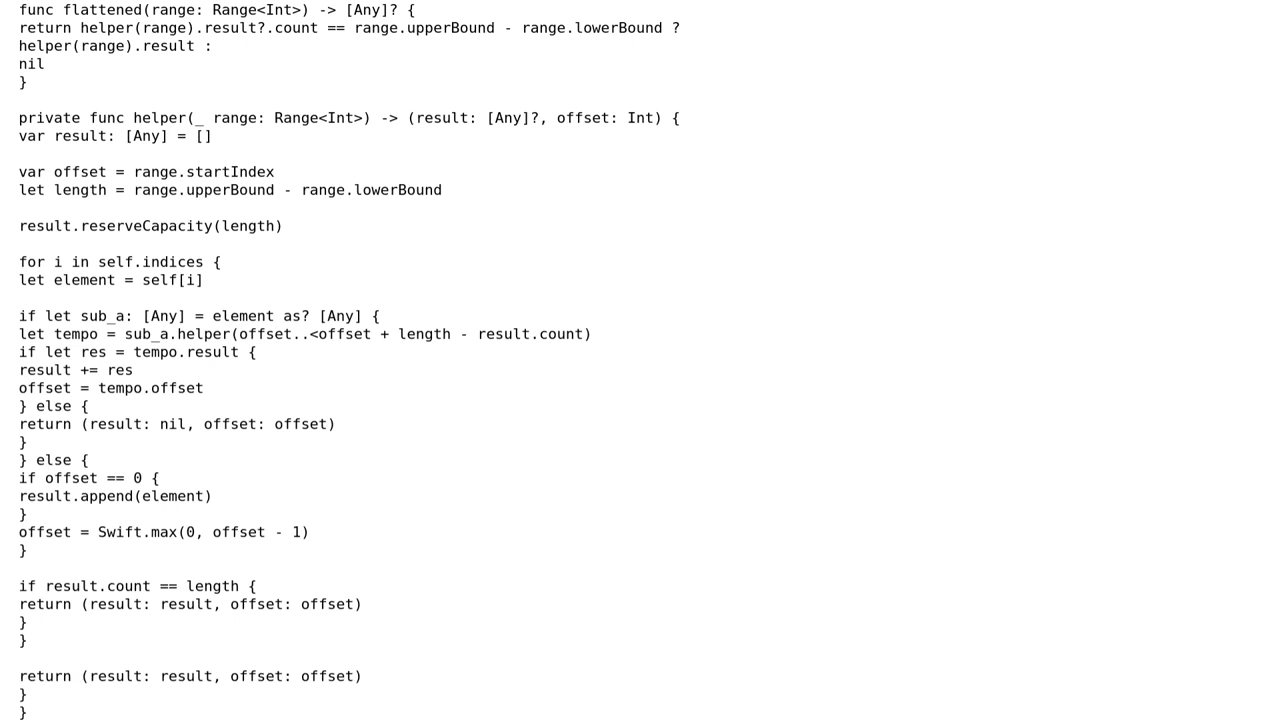 func flattened(range: Range<Int>) -> [Any]? {
return helper(range).result?.count == range.upperBound - range.lowerBound ?
helper(range).result :
nil
}

private func helper(_ range: Range<Int>) -> (result: [Any]?, offset: Int) {
var result: [Any] = []

var offset = range.startIndex
let length = range.upperBound - range.lowerBound

result.reserveCapacity(length)

for i in self.indices {
let element = self[i]

if let sub_a: [Any] = element as? [Any] {
let tempo = sub_a.helper(offset..<offset + length - result.count)
if let res = tempo.result {
result += res
offset = tempo.offset
} else {
return (result: nil, offset: offset)
}
} else {
if offset == 0 {
result.append(element)
}
offset = Swift.max(0, offset - 1)
}

if result.count == length {
return (result: result, offset: offset)
}
}

return (result: result, offset: offset)
}
}